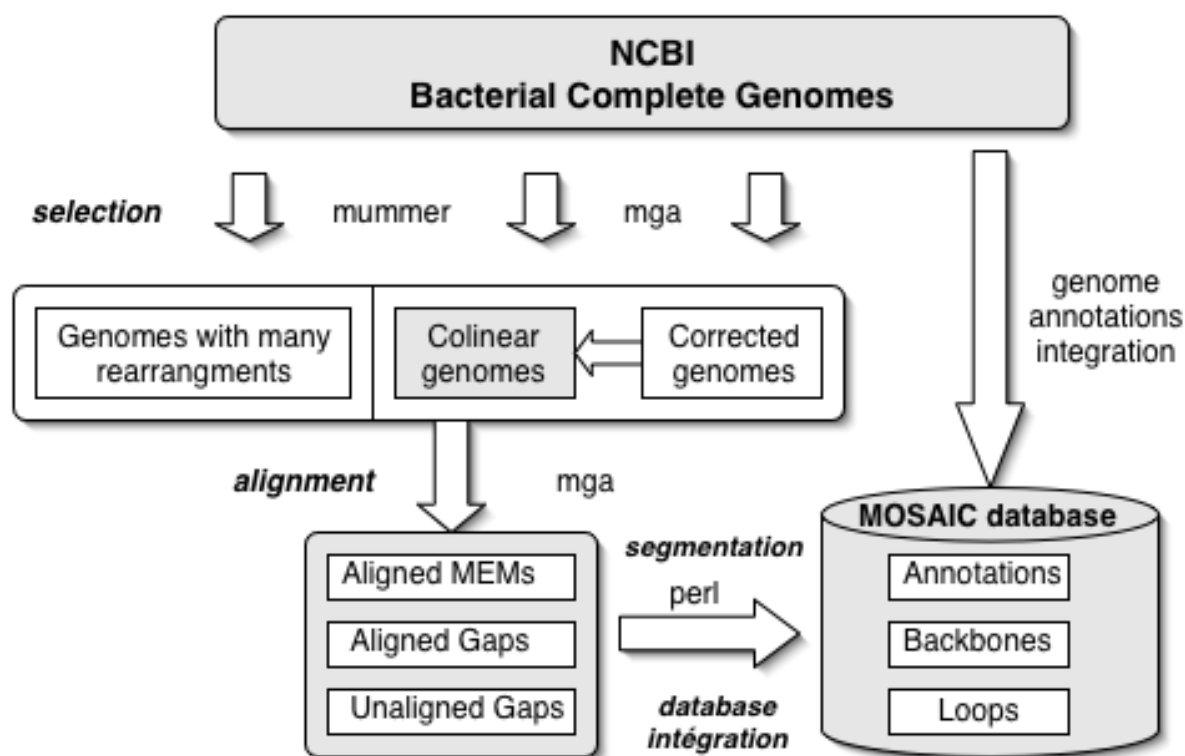 NCBI
Bacterial Complete Genomes
selection
mummer
mga
genome
annotations
integration
Genomes with many
rearrangments
Colinear
genomes
Corrected
genomes
alignment
mga
Aligned MEMs
Aligned Gaps
Unaligned Gaps
segmentation
perl
database
intégration
MOSAIC database
Annotations
Backbones
Loops